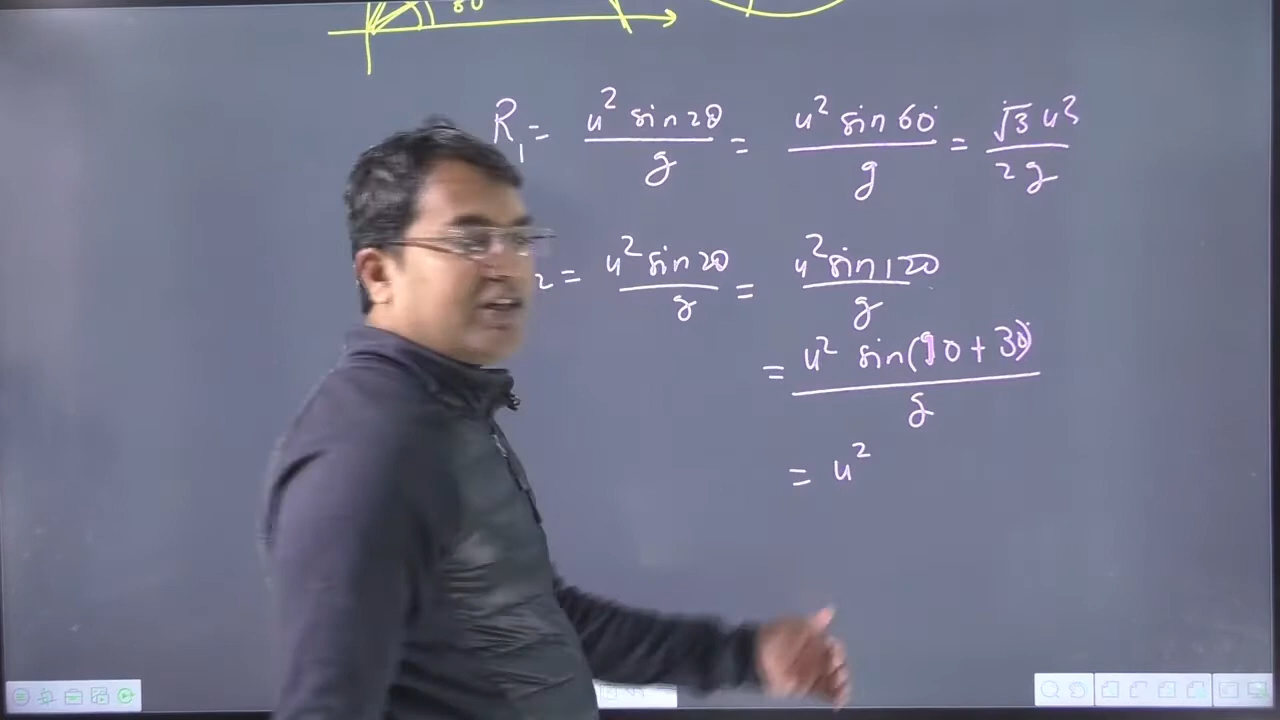 30
R₁ = u² sin 2θ / g = u² sin 60° / g = √3 u² / 2g
2 = u² sin 2θ / g = u² sin 120 / g
= u² sin(90 + 30) / g
= u²